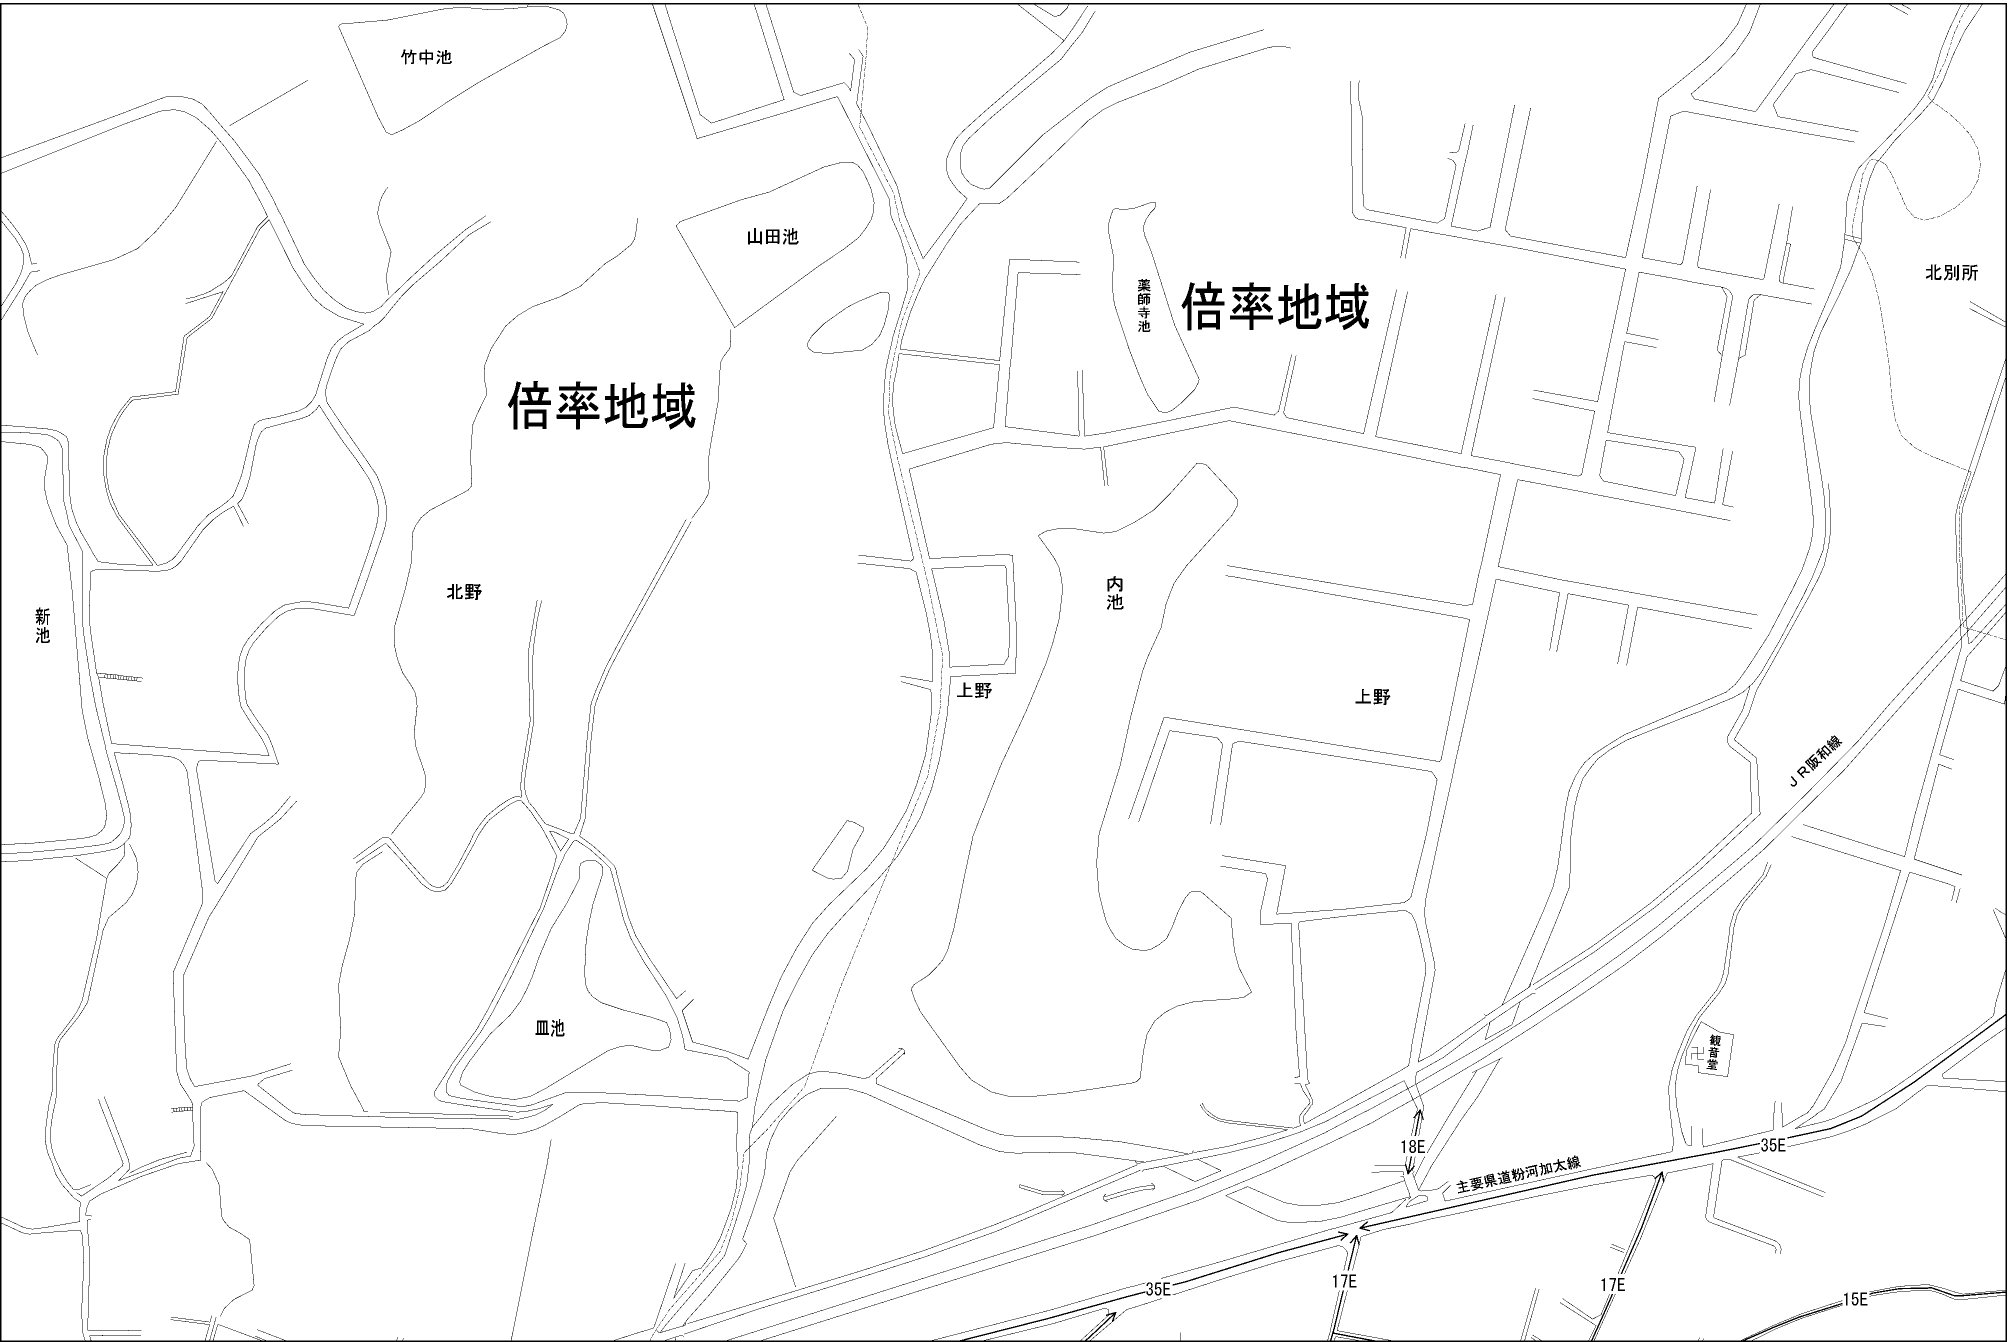 竹中池
山田池
北別所
薬師寺池
倍率地域
倍率地域
北野
内池
新池
上野
上野
JR阪和線
皿池
観音堂
卍
18E
35E
主要県道粉河加太線
35E
17E
17E
15E